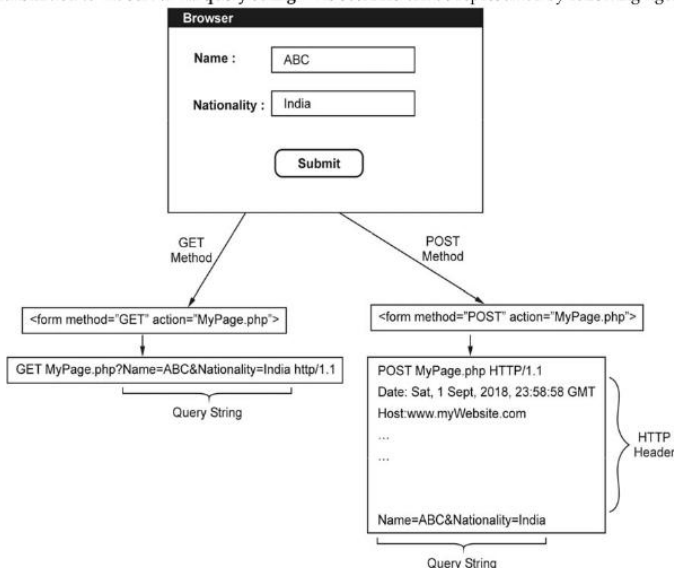 Browser
Name :
ABC
Nationality :
India
Submit
GET
Method
POST
Method
<form method="GET" action="MyPage.php">
<form method="POST" action="MyPage.php">
GET MyPage.php?Name=ABC&Nationality=India http/1.1
Query String
POST MyPage.php HTTP/1.1
Date: Sat, 1 Sept, 2018, 23:58:58 GMT
Host:www.myWebsite.com
...
...
HTTP
Header
Name=ABC&Nationality=India
Query String